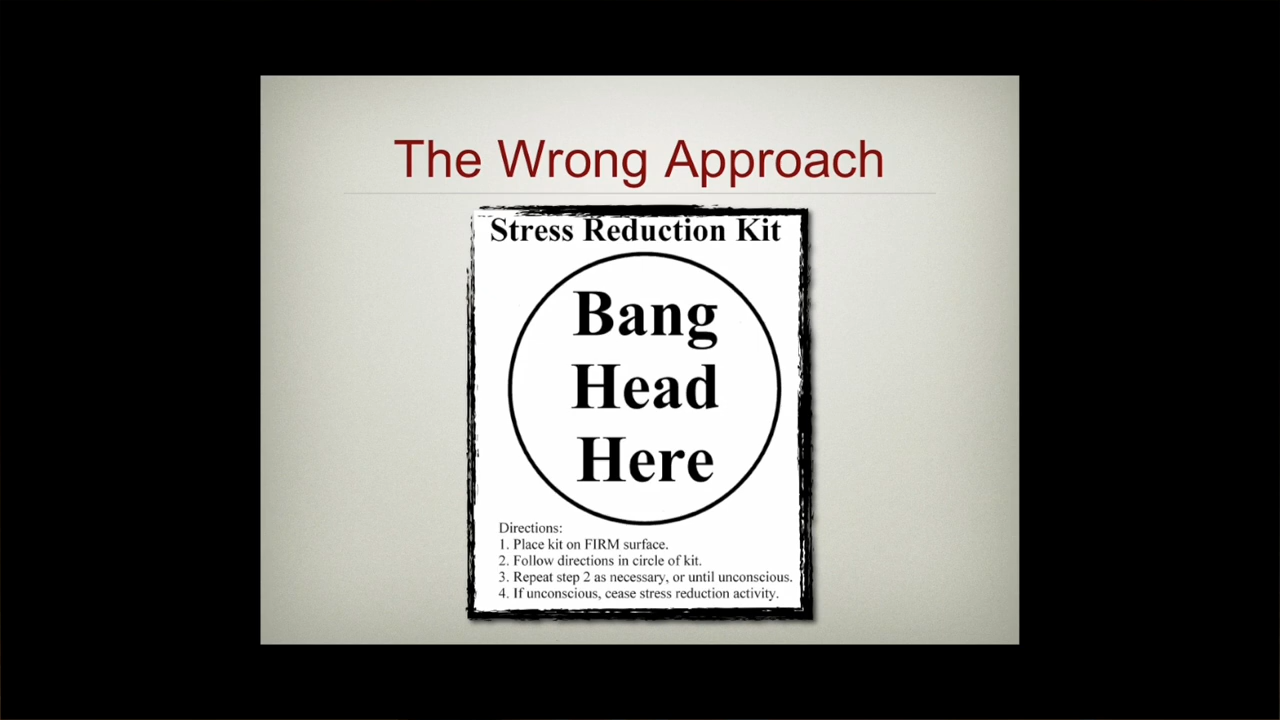 The Wrong Approach
Stress Reduction Kit
Bang
Head
Here
Directions:
1. Place kit on FIRM surface.
2. Follow directions in circle of kit.
3. Repeat step 2 as necessary, or until unconscious.
4. If unconscious, cease stress reduction activity.